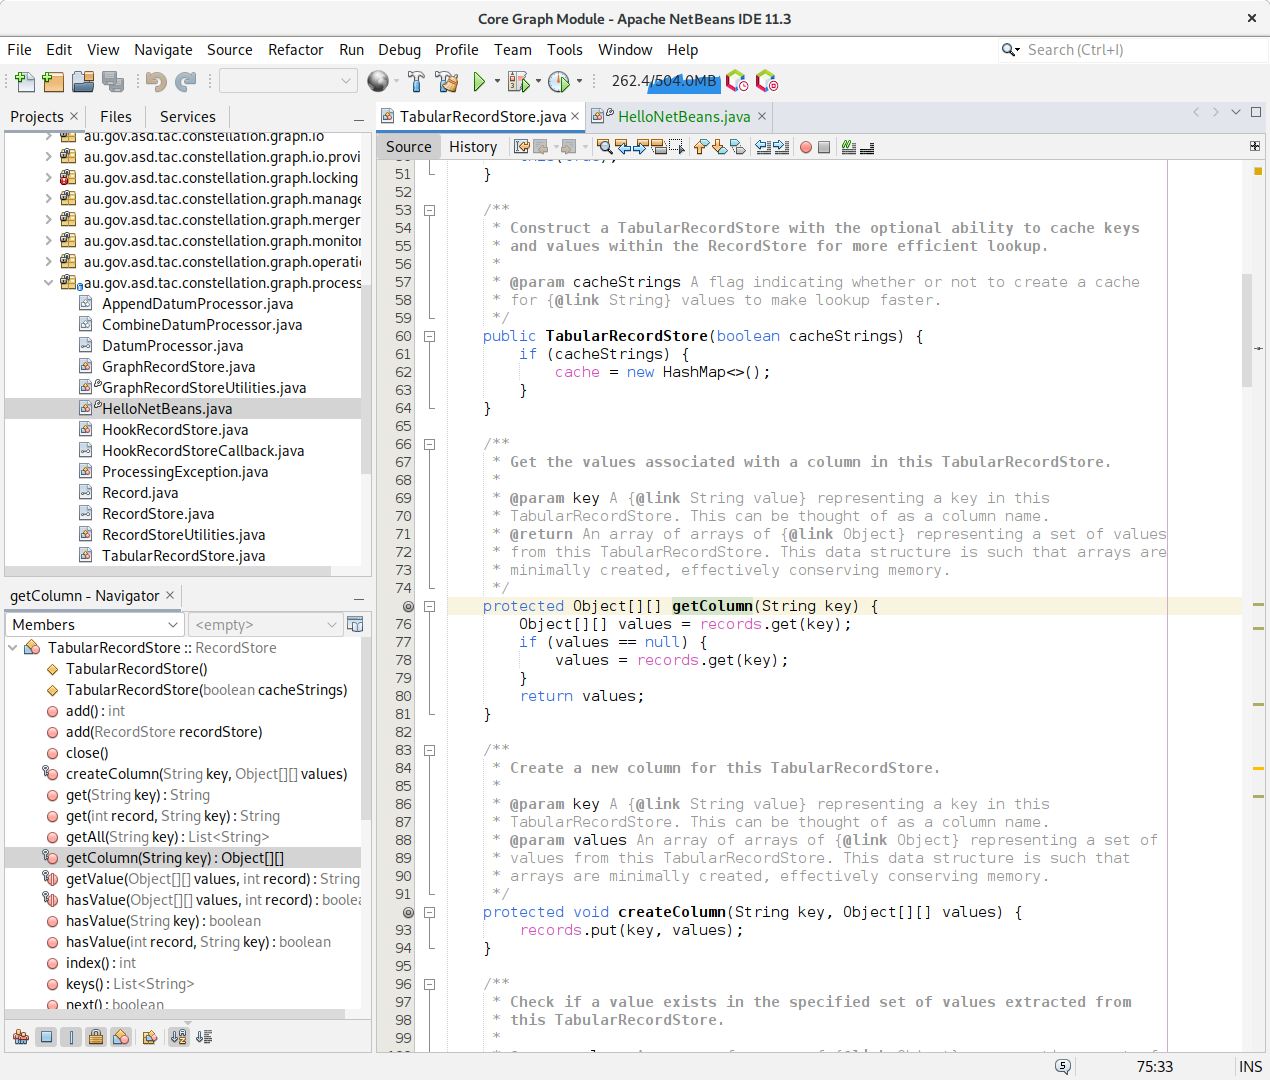 Core Graph Module - Apache NetBeans IDE 11.3
File Edit View Navigate Source Refactor Run Debug Profile Team Tools Window Help
Search (Ctrl+I)
262.4/504.0MB
Projects Files Services
au.gov.asd.tac.constellation.graph.io
au.gov.asd.tac.constellation.graph.io.provi
au.gov.asd.tac.constellation.graph.locking
au.gov.asd.tac.constellation.graph.manage
au.gov.asd.tac.constellation.graph.merger
au.gov.asd.tac.constellation.graph.monitor
au.gov.asd.tac.constellation.graph.operatio
au.gov.asd.tac.constellation.graph.process
AppendDatumProcessor.java
CombineDatumProcessor.java
DatumProcessor.java
GraphRecordStore.java
GraphRecordStoreUtilities.java
HelloNetBeans.java
HookRecordStore.java
HookRecordStoreCallback.java
ProcessingException.java
Record.java
RecordStore.java
RecordStoreUtilities.java
TabularRecordStore.java
getColumn - Navigator
Members <empty>
TabularRecordStore :: RecordStore
TabularRecordStore()
TabularRecordStore(boolean cacheStrings)
add() : int
add(RecordStore recordStore)
close()
createColumn(String key, Object[][] values)
get(String key) : String
get(int record, String key) : String
getAll(String key) : List<String>
getColumn(String key) : Object[][]
getValue(Object[][] values, int record) : String
hasValue(Object[][] values, int record) : boolea
hasValue(String key) : boolean
hasValue(int record, String key) : boolean
index() : int
keys() : List<String>
next() : boolean
TabularRecordStore.java HelloNetBeans.java
Source History
51 }
52
53 /**
54 * Construct a TabularRecordStore with the optional ability to cache keys
55 * and values within the RecordStore for more efficient lookup.
56 *
57 * @param cacheStrings A flag indicating whether or not to create a cache
58 * for {@link String} values to make lookup faster.
59 */
60 public TabularRecordStore(boolean cacheStrings) {
61 if (cacheStrings) {
62 cache = new HashMap<>();
63 }
64 }
65
66 /**
67 * Get the values associated with a column in this TabularRecordStore.
68 *
69 * @param key A {@link String value} representing a key in this
70 * TabularRecordStore. This can be thought of as a column name.
71 * @return An array of arrays of {@link Object} representing a set of values
72 * from this TabularRecordStore. This data structure is such that arrays are
73 * minimally created, effectively conserving memory.
74 */
protected Object[][] getColumn(String key) {
76 Object[][] values = records.get(key);
77 if (values == null) {
78 values = records.get(key);
79 }
80 return values;
81 }
82
83 /**
84 * Create a new column for this TabularRecordStore.
85 *
86 * @param key A {@link String value} representing a key in this
87 * TabularRecordStore. This can be thought of as a column name.
88 * @param values An array of arrays of {@link Object} representing a set of
89 * values from this TabularRecordStore. This data structure is such that
90 * arrays are minimally created, effectively conserving memory.
91 */
protected void createColumn(String key, Object[][] values) {
93 records.put(key, values);
94 }
95
96 /**
97 * Check if a value exists in the specified set of values extracted from
98 * this TabularRecordStore.
99 *
5 75:33 INS